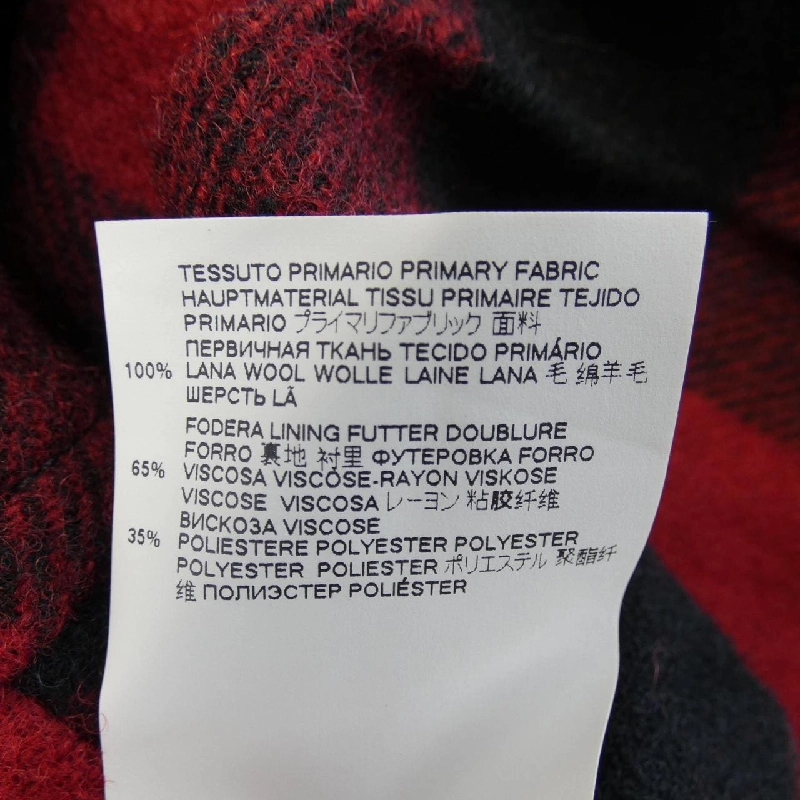 TESSUTO PRIMARIO PRIMARY FABRIC
HAUPTMATERIAL TISSU PRIMAIRE TEJIDO
PRIMARIO プライマリファブリック 面料
ПЕРВИЧНАЯ ТКАНЬ TECIDO PRIMÁRIO
100% LANA WOOL WOLLE LAINE LANA 毛 绵羊毛
ШЕРСТЬ LÃ
FODERA LINING FUTTER DOUBLURE
FORRO 裏地 衬里 ФУТЕРОВКА FORRO
65% VISCOSA VISCOSE-RAYON VISKOSE
VISCOSE VISCOSA レーヨン 粘胶纤维
ВИСКОЗА VISCOSE
35% POLIESTERE POLYESTER POLYESTER
POLYESTER POLIESTER ポリエステル 聚酯纤
维 ПОЛИЭСТЕР POLIÉSTER